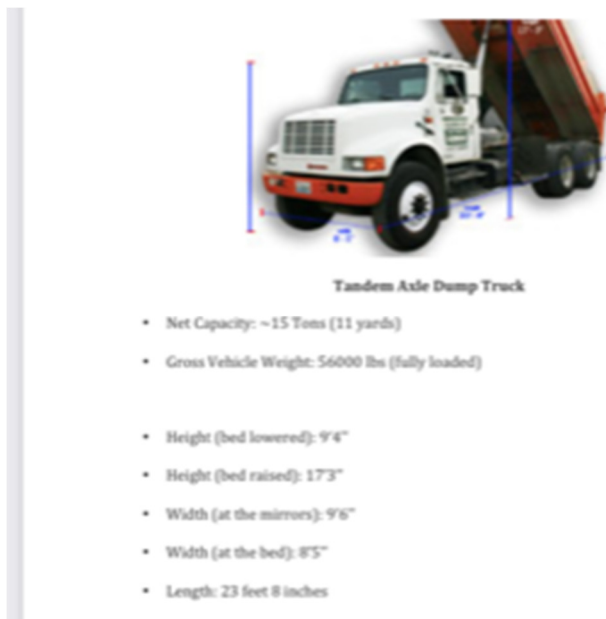 Tandem Axle Dump Truck
• Net Capacity: ~15 Tons (11 yards)
• Gross Vehicle Weight: 56000 lbs (fully loaded)
• Height (bed lowered): 9'4"
• Height (bed raised): 17'3"
• Width (at the mirrors): 9'6"
• Width (at the bed): 8'5"
• Length: 23 feet 8 inches